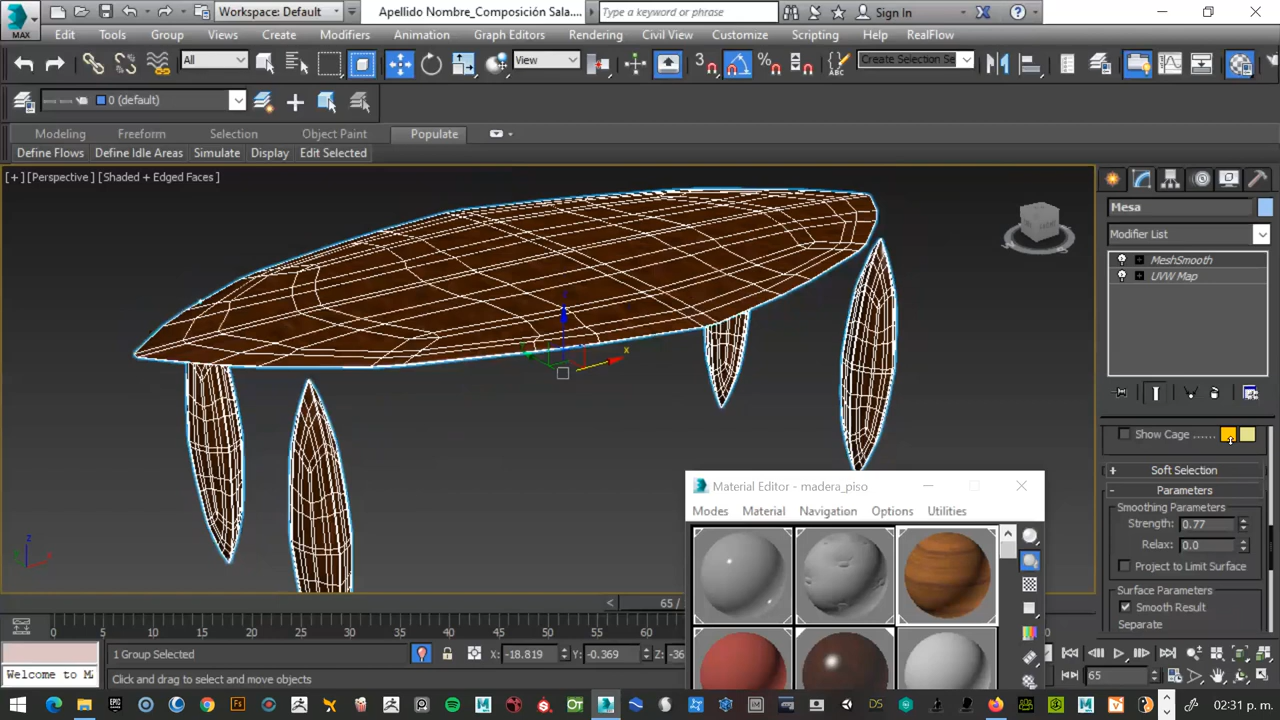 MAX
Workspace: Default
Apellido Nombre_Composición Sala....
Type a keyword or phrase
Sign In
Edit Tools Group Views Create Modifiers Animation Graph Editors Rendering Civil View Customize Scripting Help RealFlow
All
View
3
%
ABC
Create Selection Se
0 (default)
Modeling Freeform Selection Object Paint Populate
Define Flows Define Idle Areas Simulate Display Edit Selected
[+][Perspective][Shaded + Edged Faces]
Mesa
Modifier List
MeshSmooth
UVW Map
Show Cage ......
+ Soft Selection
- Parameters
Smoothing Parameters
Strength: 0.77
Relax: 0.0
Project to Limit Surface
Surface Parameters
Smooth Result
Separate
z
x
Material Editor - madera_piso
Modes Material Navigation Options Utilities
< 65 /
0 5 10 15 20 25 30 35 40 45 50 55 60
1 Group Selected
X: -18.819 Y: -0.369 Z: -36
65
Welcome to M
Click and drag to select and move objects
02:31 p. m.